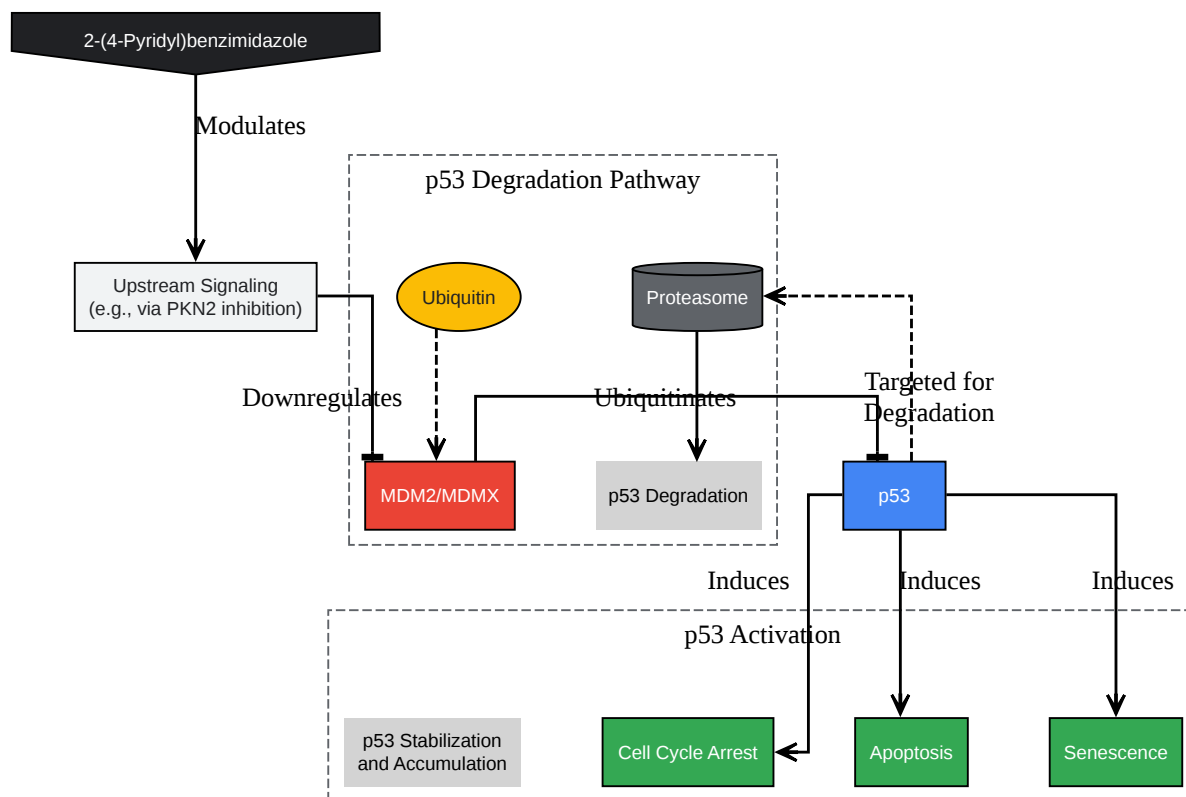 2-(4-Pyridyl)benzimidazole
Modulates
p53 Degradation Pathway
Upstream Signaling
(e.g., via PKN2 inhibition)
Ubiquitin
Proteasome
Downregulates
Ubiquitinates
Targeted for
Degradation
MDM2/MDMX
p53 Degradation
p53
Induces
Induces
Induces
p53 Activation
p53 Stabilization
and Accumulation
Cell Cycle Arrest
Apoptosis
Senescence